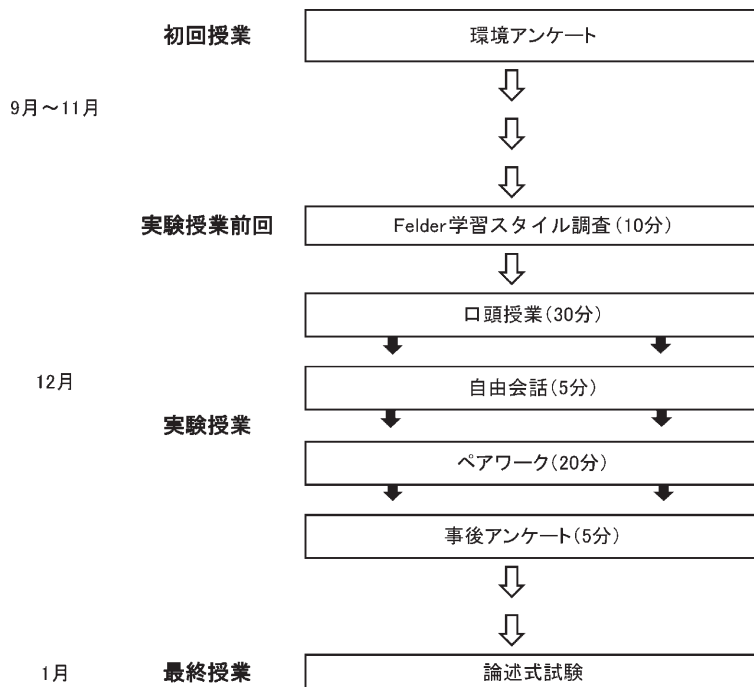 初回授業
環境アンケート
9月～11月
実験授業前回
Felder学習スタイル調査(10分)
口頭授業(30分)
12月
自由会話(5分)
実験授業
ペアワーク(20分)
事後アンケート(5分)
1月
最終授業
論述式試験